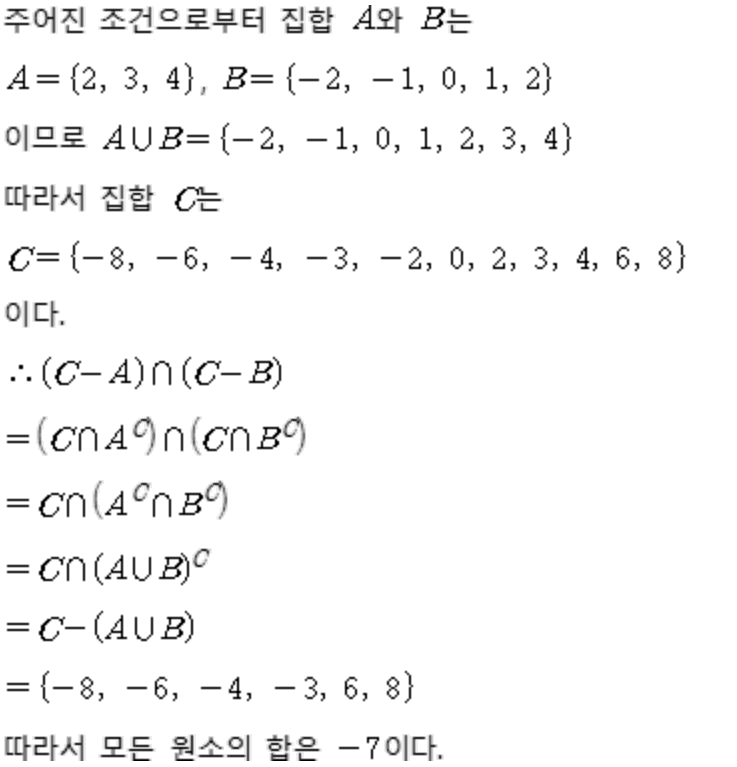 주어진 조건으로부터 집합 A와 B는
A={2, 3, 4}, B={−2, −1, 0, 1, 2}
이므로 A∪B={−2, −1, 0, 1, 2, 3, 4}
따라서 집합 C는
C={−8, −6, −4, −3, −2, 0, 2, 3, 4, 6, 8}
이다.
∴(C−A)∩(C−B)
=(C∩A^C)∩(C∩B^C)
=C∩(A^C∩B^C)
=C∩(A∪B)^C
=C−(A∪B)
={−8, −6, −4, −3, 6, 8}
따라서 모든 원소의 합은 −7이다.